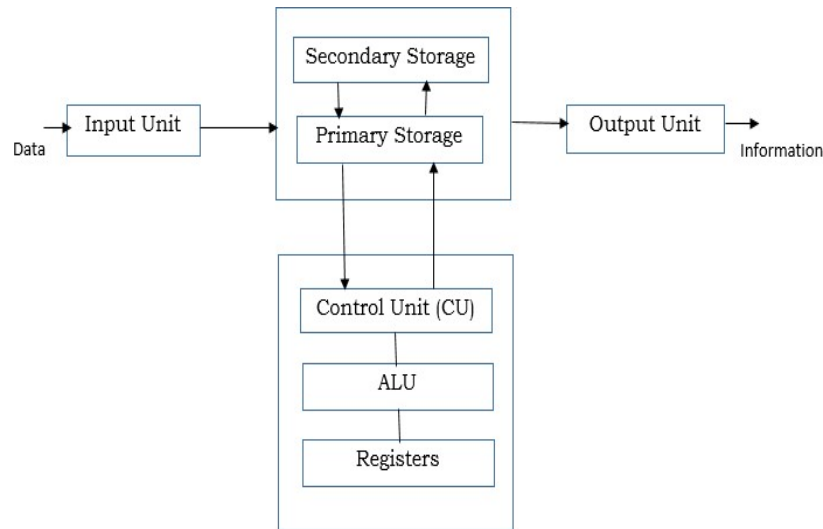 Secondary Storage
Data
Input Unit
Primary Storage
Output Unit
Information
Control Unit (CU)
ALU
Registers